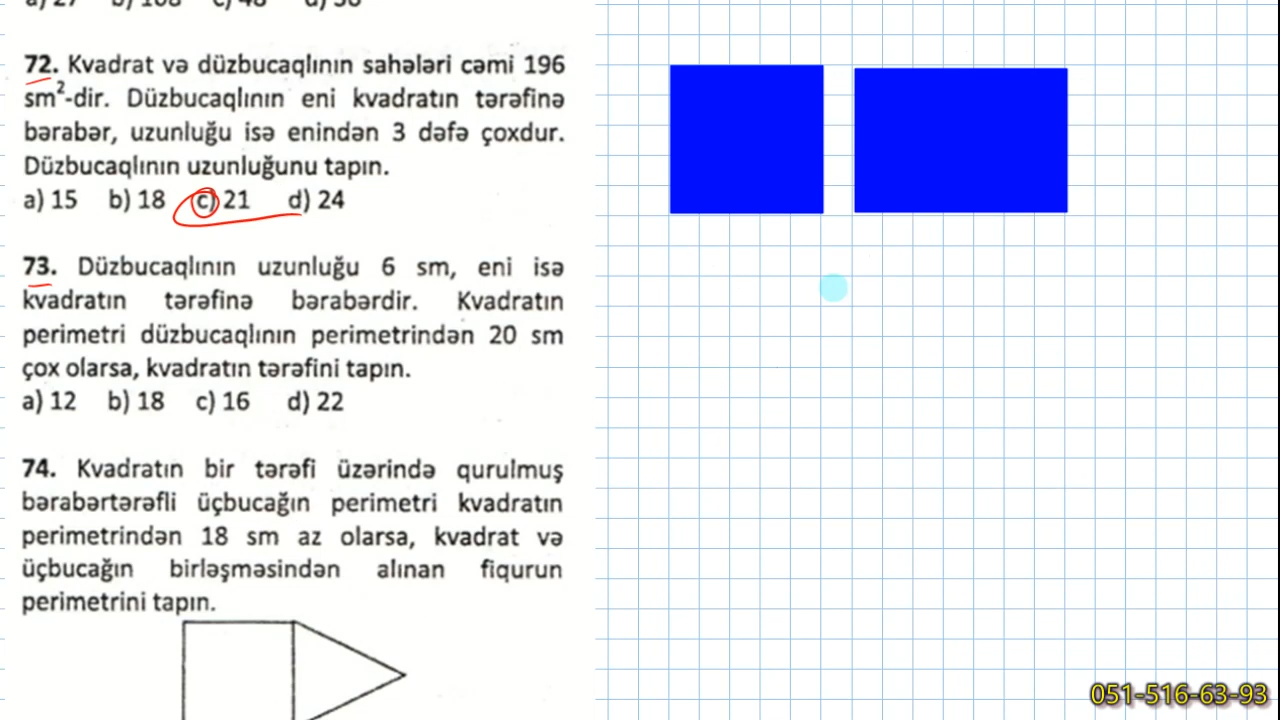 a) 27 b) 108 c) 48 d) 36
72. Kvadrat və düzbucaqlının sahələri cəmi 196
sm²-dir. Düzbucaqlının eni kvadratın tərəfinə
bərabər, uzunluğu isə enindən 3 dəfə çoxdur.
Düzbucaqlının uzunluğunu tapın.
a) 15 b) 18 c) 21 d) 24
73. Düzbucaqlının uzunluğu 6 sm, eni isə
kvadratın tərəfinə bərabərdir. Kvadratın
perimetri düzbucaqlının perimetrindən 20 sm
çox olarsa, kvadratın tərəfini tapın.
a) 12 b) 18 c) 16 d) 22
74. Kvadratın bir tərəfi üzərində qurulmuş
bərabərtərəfli üçbucağın perimetri kvadratın
perimetrindən 18 sm az olarsa, kvadrat və
üçbucağın birləşməsindən alınan fiqurun
perimetrini tapın.
051-516-63-93